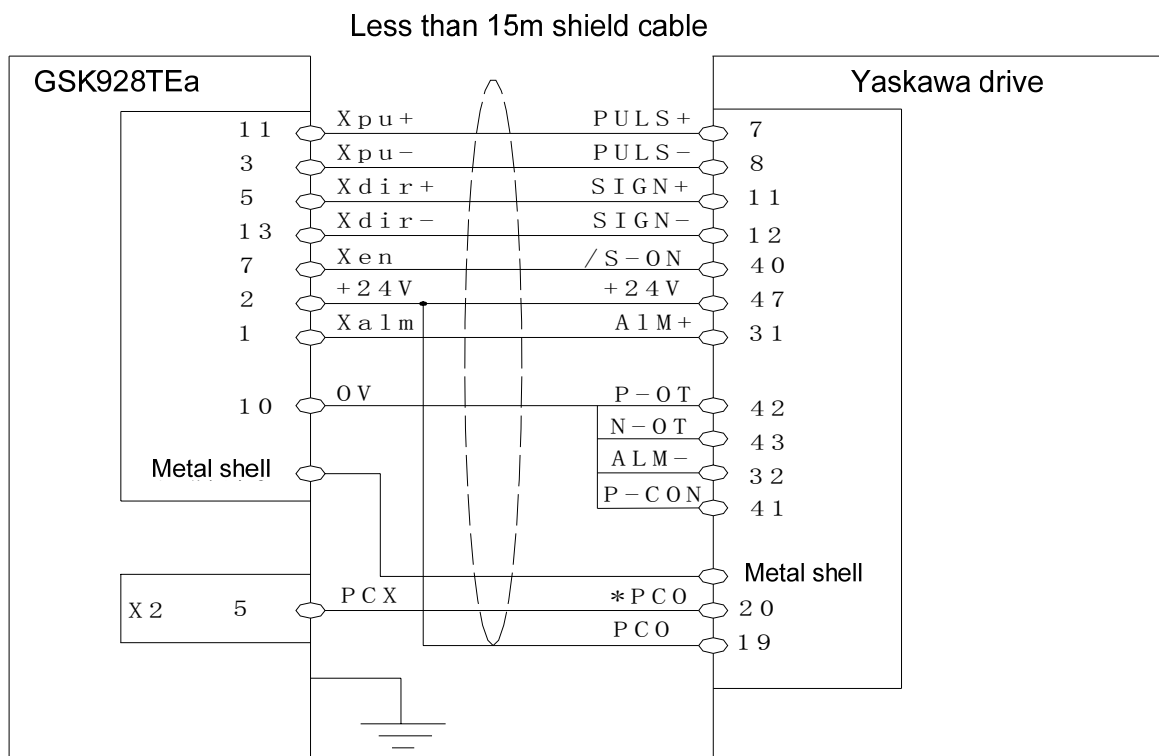 Less than 15m shield cable
GSK928TEa
Yaskawa drive
11 Xpu+ PULS+ 7
3 Xpu- PULS- 8
5 Xdir+ SIGN+ 11
13 Xdir- SIGN- 12
7 Xen /S-ON 40
2 +24V +24V 47
1 Xalm AlM+ 31
10 0V P-OT 42
N-OT 43
ALM- 32
Metal shell
P-CON 41
Metal shell
X2 5 PCX *PCO 20
PCO 19